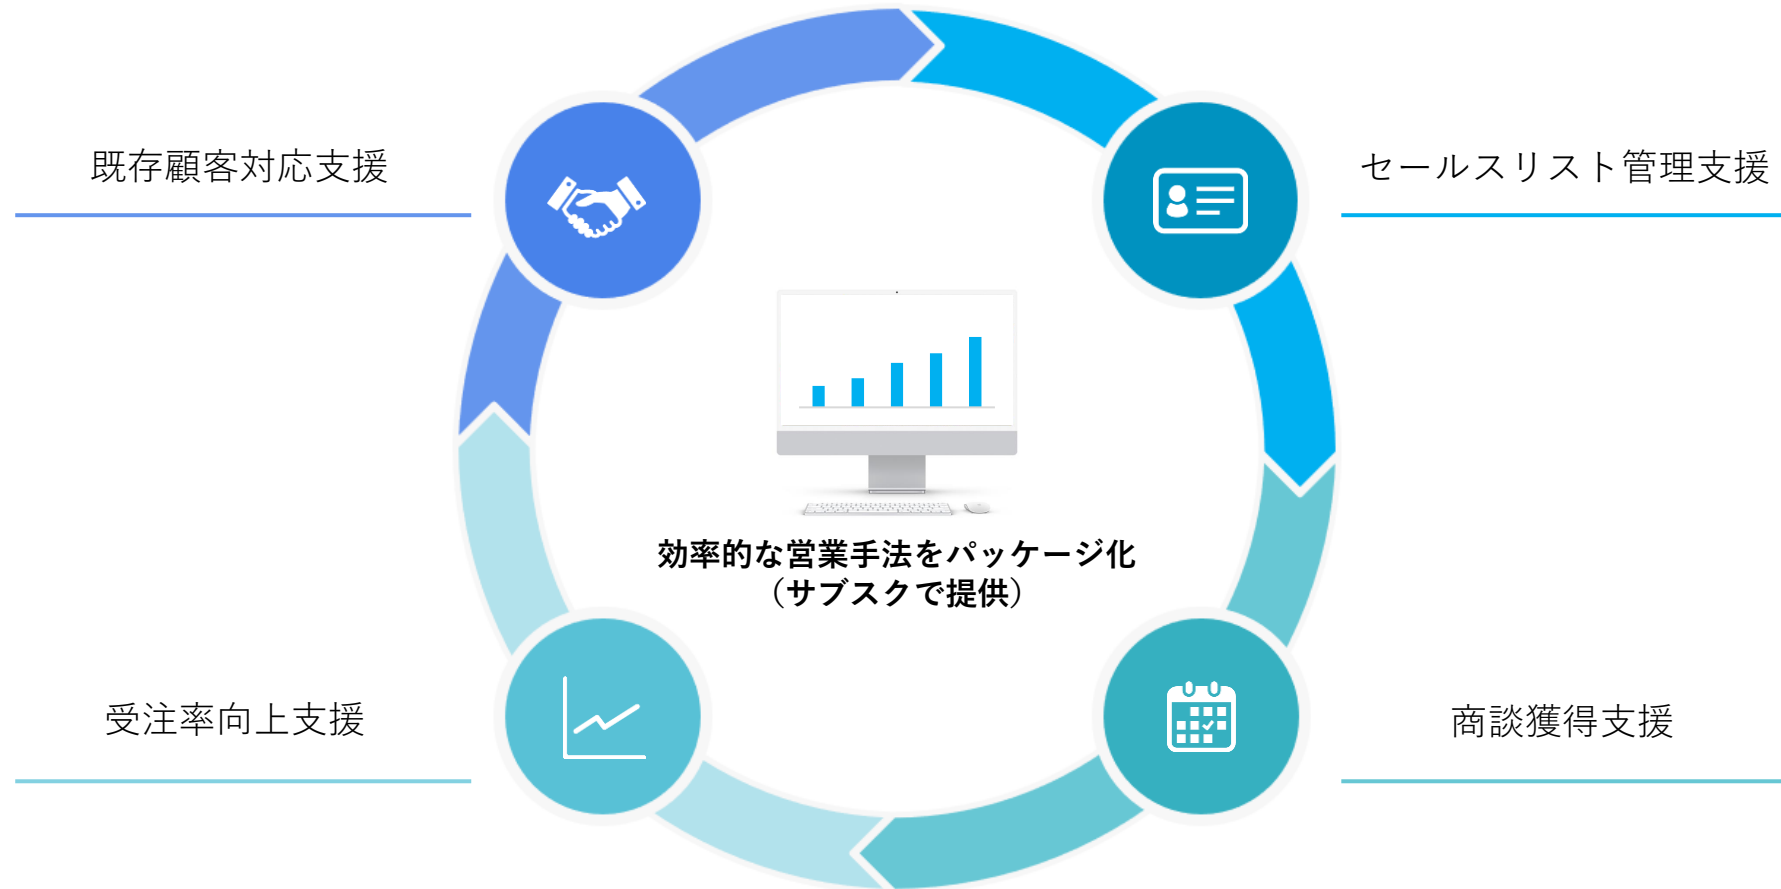 既存顧客対応支援
セールスリスト管理支援
効率的な営業手法をパッケージ化
（サブスクで提供）
受注率向上支援
商談獲得支援